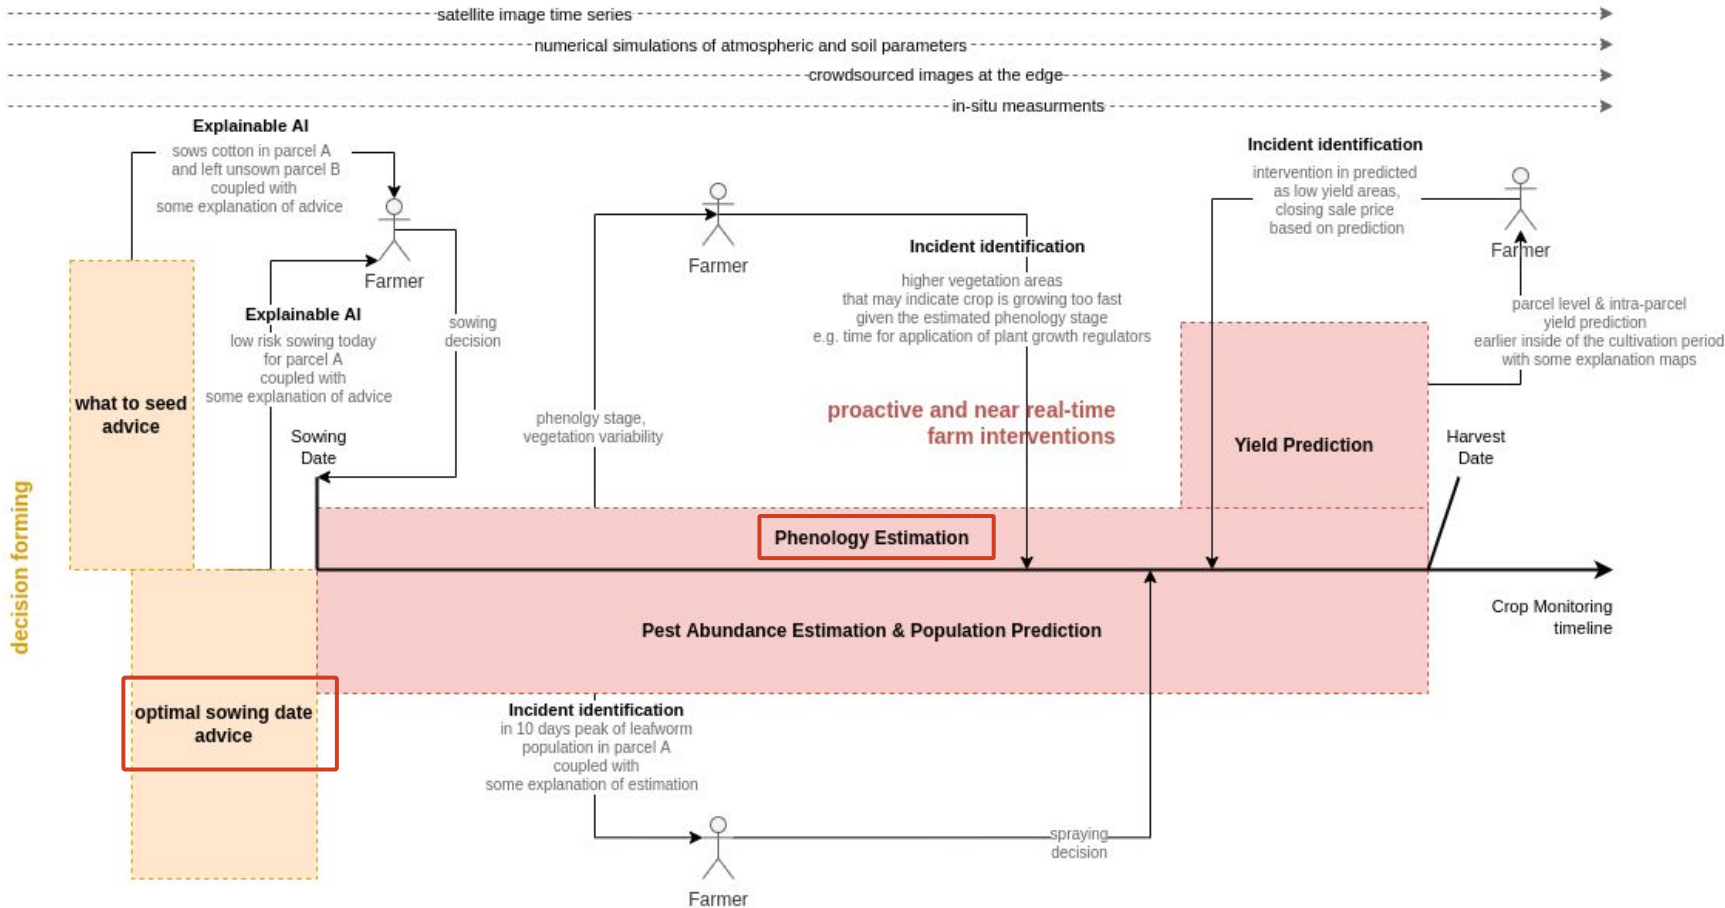 satellite image time series
numerical simulations of atmospheric and soil parameters
crowdsourced images at the edge
in-situ measurments
Explainable AI
sows cotton in parcel A
and left unsown parcel B
coupled with
some explanation of advice
Farmer
Explainable AI
low risk sowing today
for parcel A
coupled with
some explanation of advice
sowing
decision
what to seed
advice
Sowing
Date
decision forming
optimal sowing date
advice
phenolgy stage,
vegetation variability
Farmer
Incident identification
higher vegetation areas
that may indicate crop is growing too fast
given the estimated phenology stage
e.g. time for application of plant growth regulators
proactive and near real-time
farm interventions
Incident identification
intervention in predicted
as low yield areas,
closing sale price
based on prediction
Farmer
parcel level & intra-parcel
yield prediction
earlier inside of the cultivation period
with some explanation maps
Yield Prediction
Harvest
Date
Phenology Estimation
Pest Abundance Estimation & Population Prediction
Crop Monitoring
timeline
Incident identification
in 10 days peak of leafworm
population in parcel A
coupled with
some explanation of estimation
Farmer
spraying
decision